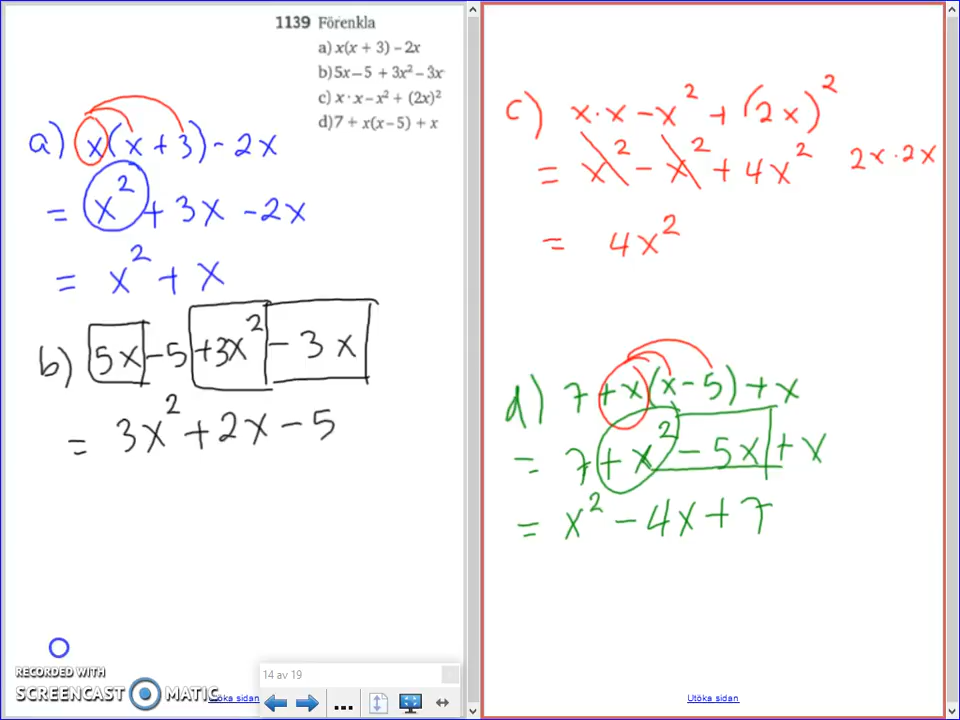 1139 Förenkla
a) x(x + 3) – 2x
b) 5x – 5 + 3x² – 3x
c) x · x – x² + (2x)²
d) 7 + x(x – 5) + x
a) x(x + 3) - 2x
= x² + 3x - 2x
= x² + x
b) 5x - 5 + 3x² - 3x
= 3x² + 2x - 5
c) x · x - x² + (2x)²
= x² - x² + 4x² 2x · 2x
= 4x²
d) 7 + x(x - 5) + x
= 7 + x² - 5x + x
= x² - 4x + 7
RECORDED WITH
SCREENCAST MATIC
Utöka sidan
14 av 19
...
Utöka sidan